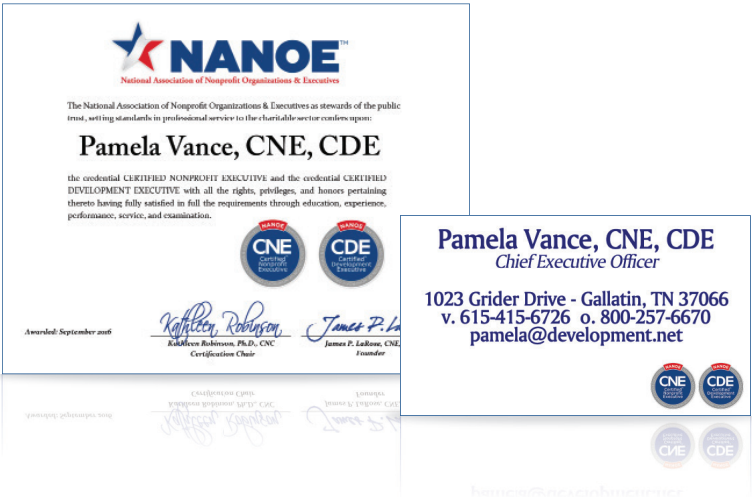 NANOE™
National Association of Nonprofit Organizations & Executives
The National Association of Nonprofit Organizations & Executives as stewards of the public
trust, setting standards in professional service to the charitable sector confers upon:
Pamela Vance, CNE, CDE
the credential CERTIFIED NONPROFIT EXECUTIVE and the credential CERTIFIED
DEVELOPMENT EXECUTIVE with all the rights, privileges, and honors pertaining
thereto having fully satisfied in full the requirements through education, experience,
performance, service, and examination.
NANOE
CNE
Certified
Nonprofit
Executive
NANOE
CDE
Certified
Development
Executive
Awarded: September 2016
Kathleen Robinson
Kathleen Robinson, Ph.D., CNC
Certification Chair
James P. La
James P. LaRose, CNE,
Founder
Pamela Vance, CNE, CDE
Chief Executive Officer
1023 Grider Drive - Gallatin, TN 37066
v. 615-415-6726 o. 800-257-6670
pamela@development.net
NANOE
CNE
Certified
Nonprofit
Executive
NANOE
CDE
Certified
Development
Executive